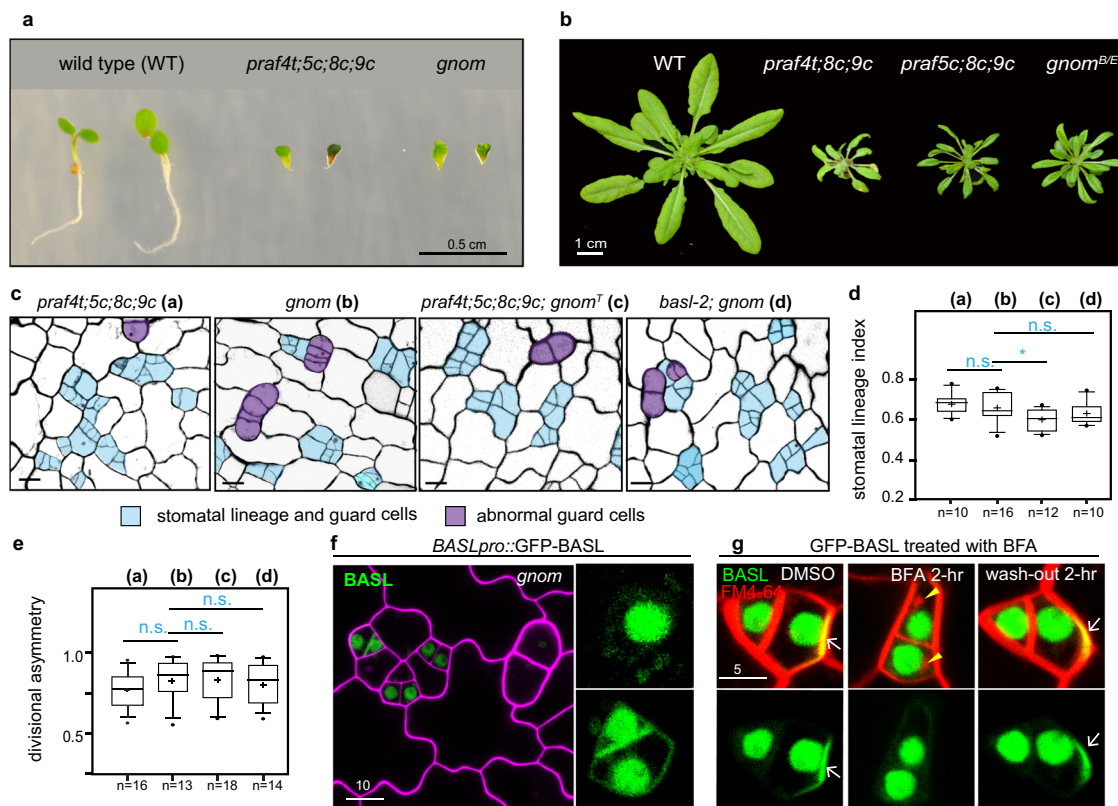 a
wild type (WT) praf4t;5c;8c;9c gnom
0.5 cm
b
WT praf4t;8c;9c praf5c;8c;9c gnomB/E
1 cm
c praf4t;5c;8c;9c (a) gnom (b) praf4t;5c;8c;9c; gnomT (c) basl-2; gnom (d)
stomatal lineage and guard cells abnormal guard cells
d
(a) (b) (c) (d)
n.s.
n.s. *
stomatal lineage index
0.8
0.6
0.4
0.2
n=10 n=16 n=12 n=10
e
(a) (b) (c) (d)
n.s.
n.s. n.s.
divisional asymmetry
1.0
0.5
n=16 n=13 n=18 n=14
f BASLpro::GFP-BASL
BASL gnom
10
g GFP-BASL treated with BFA
BASL DMSO BFA 2-hr wash-out 2-hr
FM4-64
5